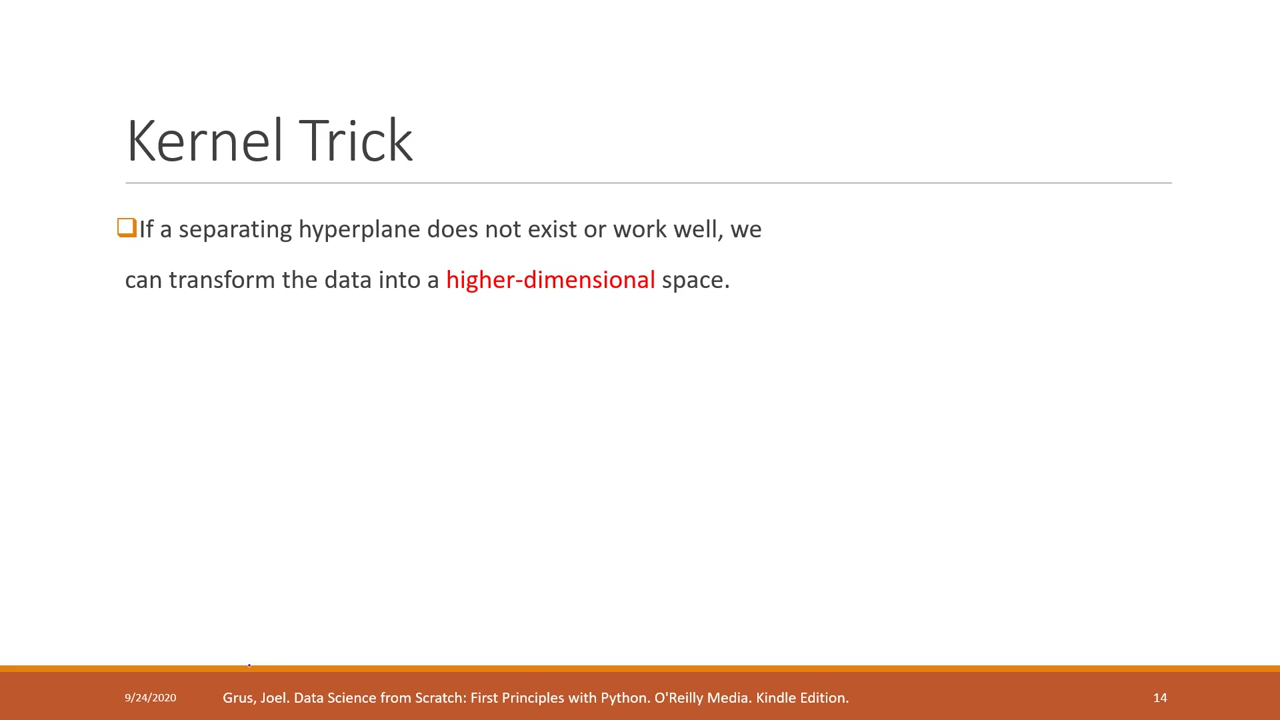 Kernel Trick
❑If a separating hyperplane does not exist or work well, we
can transform the data into a higher-dimensional space.
9/24/2020
Grus, Joel. Data Science from Scratch: First Principles with Python. O'Reilly Media. Kindle Edition.
14